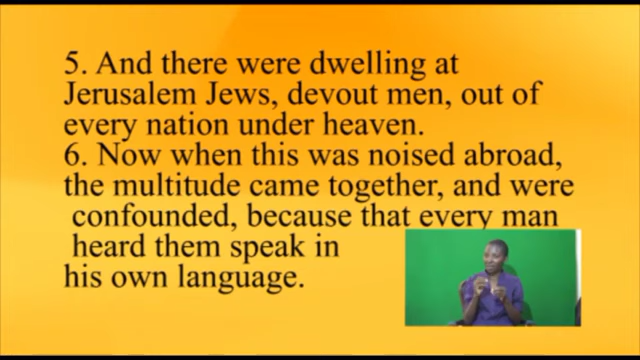 5. And there were dwelling at
Jerusalem Jews, devout men, out of
every nation under heaven.
6. Now when this was noised abroad,
the multitude came together, and were
confounded, because that every man
heard them speak in
his own language.